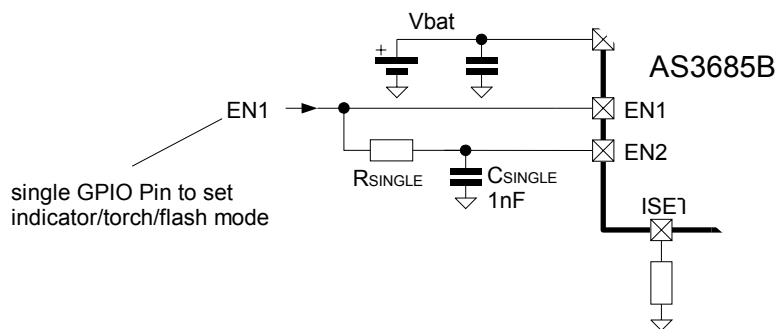 Vbat
+
AS3685B
EN1
EN1
EN2
RSINGLE
CSINGLE
1nF
single GPIO Pin to set
indicator/torch/flash mode
ISET